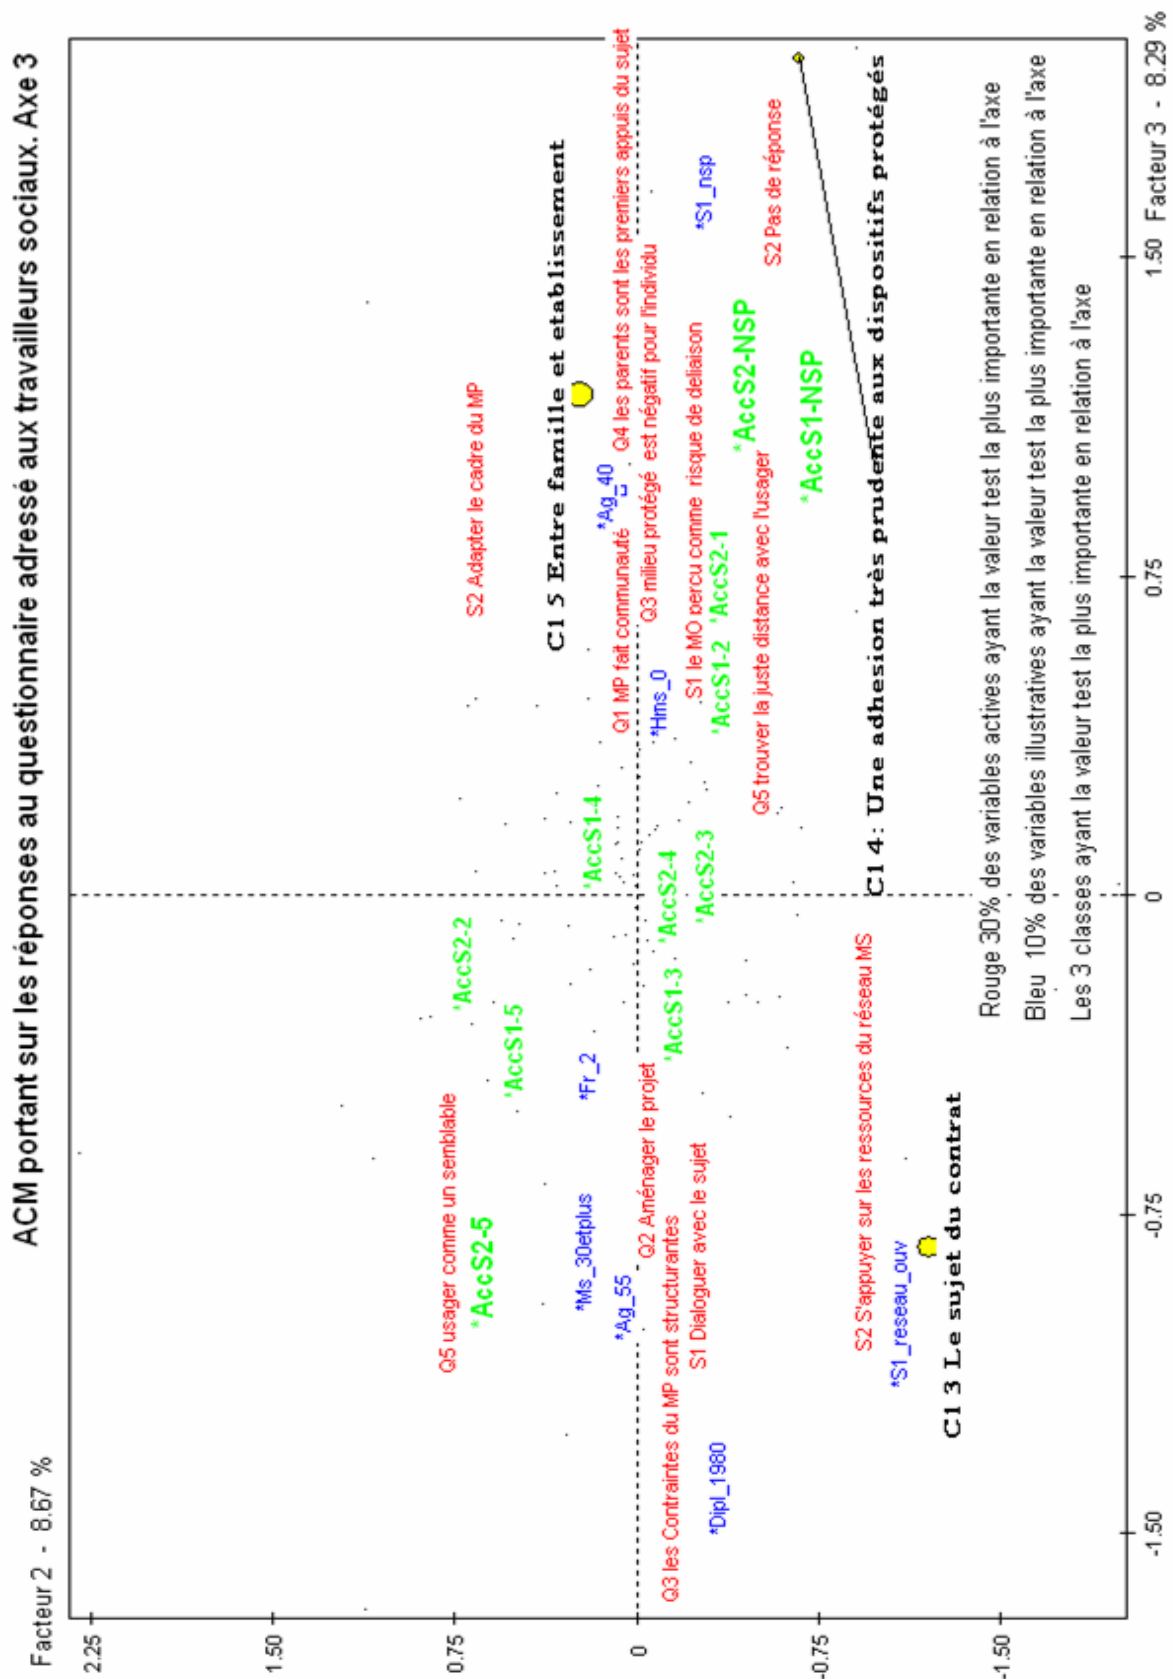 ACM portant sur les réponses au questionnaire adressé aux travailleurs sociaux. Axe 3
Facteur 2 - 8.67 %
2.25
1.50
0.75
0
-0.75
-1.50
S2 Adapter le cadre du MP
Q5 usager comme un semblable
*AccS2-5
'AccS2-2
'AccS1-5
C1 5 Entre famille et etablissement
*Ms_30etplus
*Fr_2
'AccS1-4
*Ag_40
*Ag_55
Q1 MP fait communauté
Q4 les parents sont les premiers appuis du sujet
Q2 Aménager le projet
Q3 milieu protégé est négatif pour l'individu
*Hms_0
Q3 les Contraintes du MP sont structurantes
'AccS1-3
'AccS2-4
S1 Dialoguer avec le sujet
'AccS2-3
S1 le MO percu comme risque de deliaison
*S1_nsp
*Dipl_1980
'AccS1-2
'AccS2-1
*AccS2-NSP
Q5 trouver la juste distance avec l'usager
S2 Pas de réponse
*AccS1-NSP
S2 S'appuyer sur les ressources du réseau MS
C1 4: Une adhesion très prudente aux dispositifs protégés
*S1_reseau_ouv
C1 3 Le sujet du contrat
Rouge 30% des variables actives ayant la valeur test la plus importante en relation à l'axe
Bleu 10% des variables illustratives ayant la valeur test la plus importante en relation à l'axe
Les 3 classes ayant la valeur test la plus importante en relation à l'axe
-1.50
-0.75
0
0.75
1.50
Facteur 3 - 8.29 %